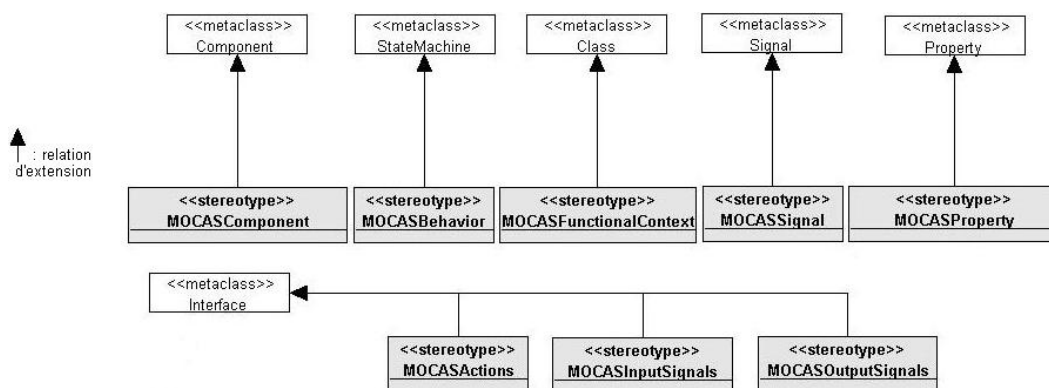 <<metaclass>>
Component
<<metaclass>>
StateMachine
<<metaclass>>
Class
<<metaclass>>
Signal
<<metaclass>>
Property
: relation
d'extension
<<stereotype>>
MOCASComponent
<<stereotype>>
MOCASBehavior
<<stereotype>>
MOCASFunctionalContext
<<stereotype>>
MOCASSignal
<<stereotype>>
MOCASProperty
<<metaclass>>
Interface
<<stereotype>>
MOCASActions
<<stereotype>>
MOCASInputSignals
<<stereotype>>
MOCASOutputSignals